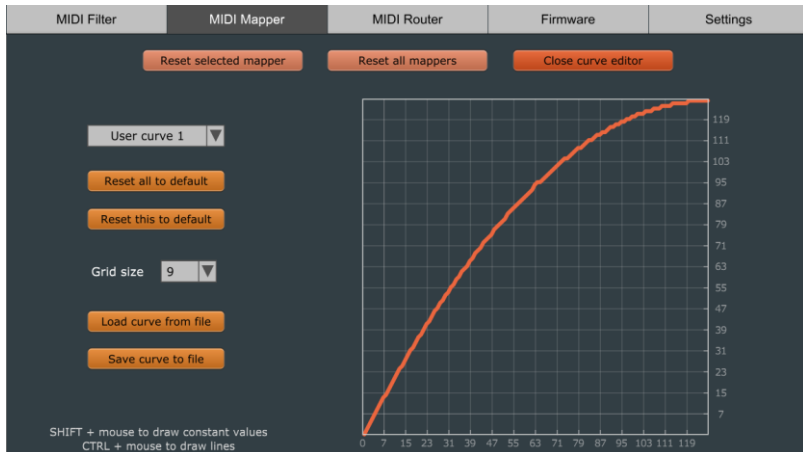 MIDI Filter MIDI Mapper MIDI Router Firmware Settings
Reset selected mapper Reset all mappers Close curve editor
User curve 1
Reset all to default
Reset this to default
Grid size 9
Load curve from file
Save curve to file
SHIFT + mouse to draw constant values
CTRL + mouse to draw lines
119
111
103
95
87
79
71
63
55
47
39
31
23
15
7
0 7 15 23 31 39 47 55 63 71 79 87 95 103 111 119